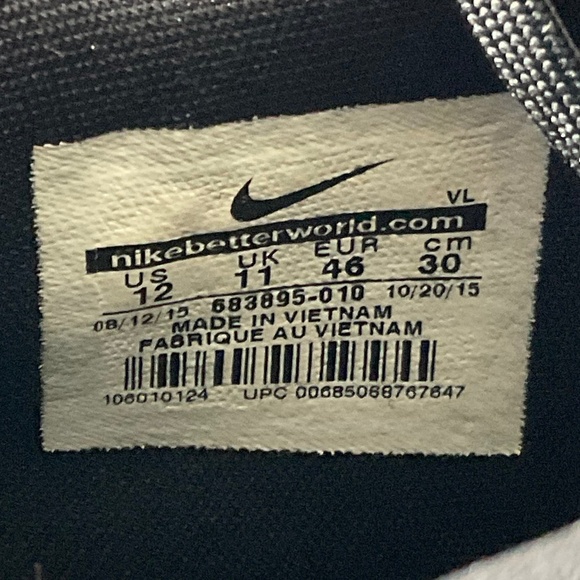 VL
nikebetterworld.com
US UK EUR cm
12 11 46 30
08/12/15 683895-010 10/20/15
MADE IN VIETNAM
FABRIQUE AU VIETNAM
106010124 UPC 00685068767647